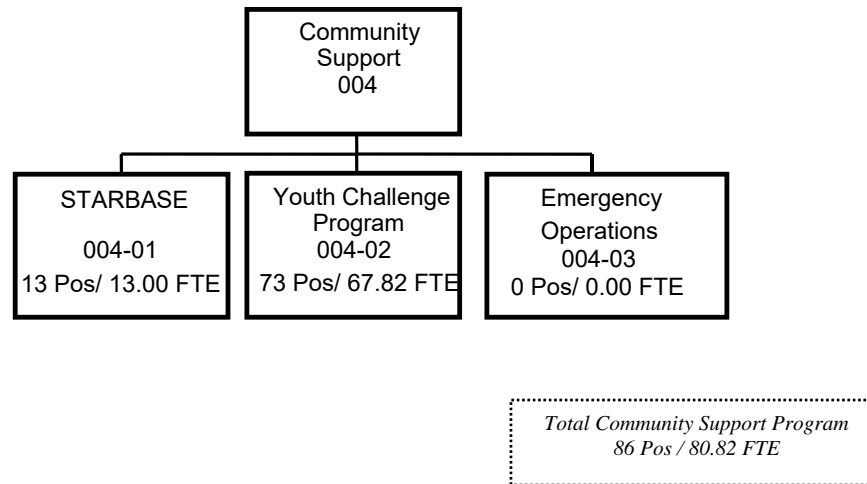 Community
Support
004
STARBASE
004-01
13 Pos/ 13.00 FTE
Youth Challenge
Program
004-02
73 Pos/ 67.82 FTE
Emergency
Operations
004-03
0 Pos/ 0.00 FTE
Total Community Support Program
86 Pos / 80.82 FTE